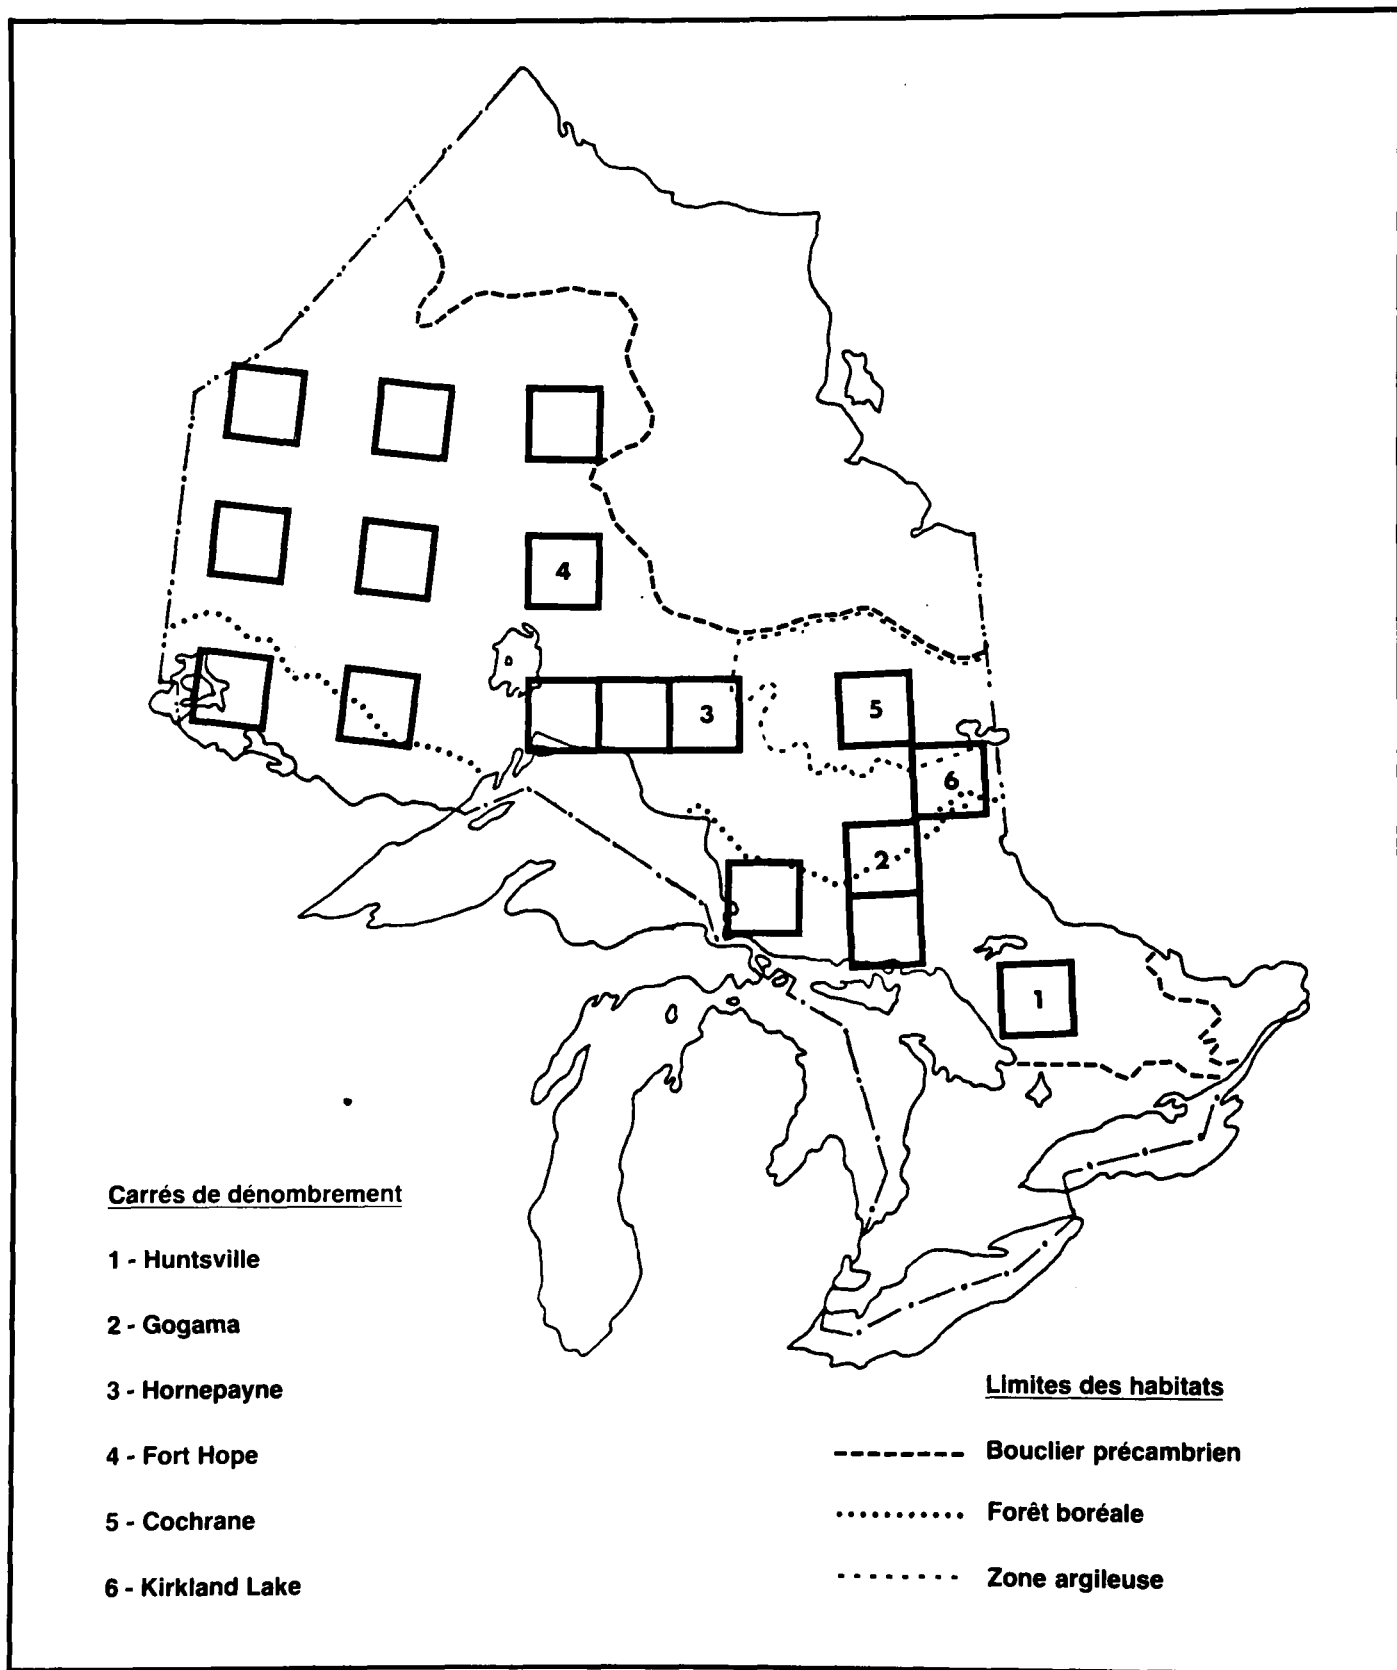 4
3
5
6
2
1
Carrés de dénombrement
1 - Huntsville
2 - Gogama
3 - Hornepayne
4 - Fort Hope
5 - Cochrane
6 - Kirkland Lake
Limites des habitats
Bouclier précambrien
Forêt boréale
Zone argileuse